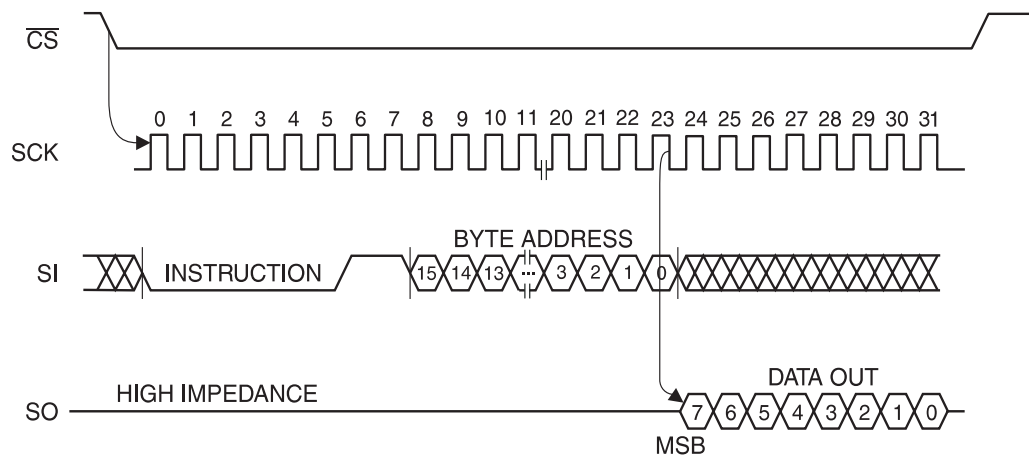 CS
0 1 2 3 4 5 6 7 8 9 10 11 20 21 22 23 24 25 26 27 28 29 30 31
SCK
BYTE ADDRESS
SI INSTRUCTION 15 14 13 ... 3 2 1 0
HIGH IMPEDANCE DATA OUT
SO 7 6 5 4 3 2 1 0
MSB